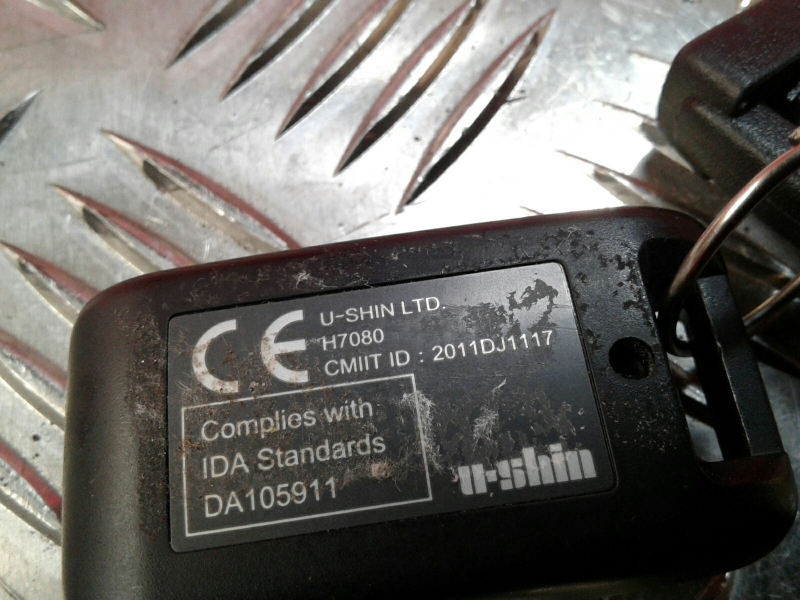 CE
U-SHIN LTD.
H7080
CMIIT ID : 2011DJ1117
Complies with
IDA Standards
DA105911
u-shin